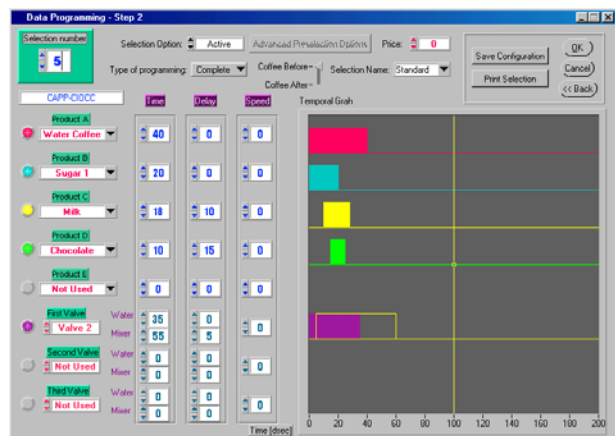 Data Programming - Step 2
Selection number
5
Selection Option: Active
Advanced Preselection Options
Price: 0
Type of programming: Complete
Coffee Before -
Coffee After -
Selection Name: Standard
Save Configuration
Print Selection
OK
Cancel
<< Back
CAPP-CIOCC
Time Delay Speed
Temporal Grah
Product A
Water Coffee 40 0 0
Product B
Sugar 1 20 0 0
Product C
Milk 18 10 0
Product D
Chocolate 10 15 0
Product E
Not Used 0 0 0
First Valve
Valve 2
Water 35 0
Mixer 55 5
0
Second Valve
Not Used
Water 0 0
Mixer 0 0
0
Third Valve
Not Used
Water 0 0
Mixer 0 0
0
0 20 40 60 80 100 120 140 160 180 200
Time [dsec]